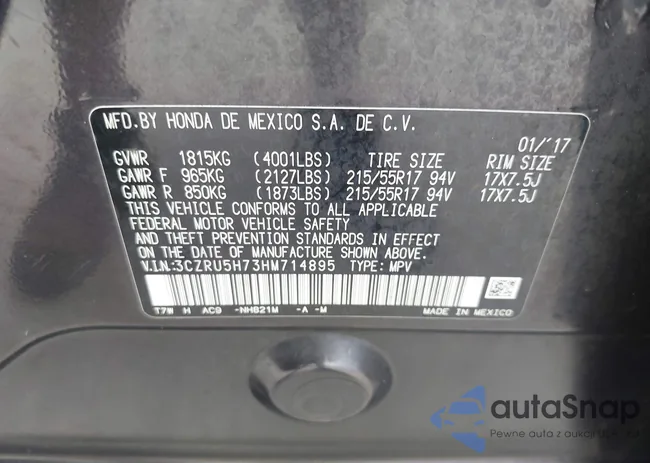 MFD.BY HONDA DE MEXICO S.A. DE C.V.
01/'17
GVWR 1815KG (4001LBS) TIRE SIZE RIM SIZE
GAWR F 965KG (2127LBS) 215/55R17 94V 17X7.5J
GAWR R 850KG (1873LBS) 215/55R17 94V 17X7.5J
THIS VEHICLE CONFORMS TO ALL APPLICABLE
FEDERAL MOTOR VEHICLE SAFETY
AND THEFT PREVENTION STANDARDS IN EFFECT
ON THE DATE OF MANUFACTURE SHOWN ABOVE.
V.I.N:3CZRU5H73HM714895 TYPE: MPV
T7W H AC9 -NH821M -A -M MADE IN MEXICO
autaSnap
Pewne auta z aukcji